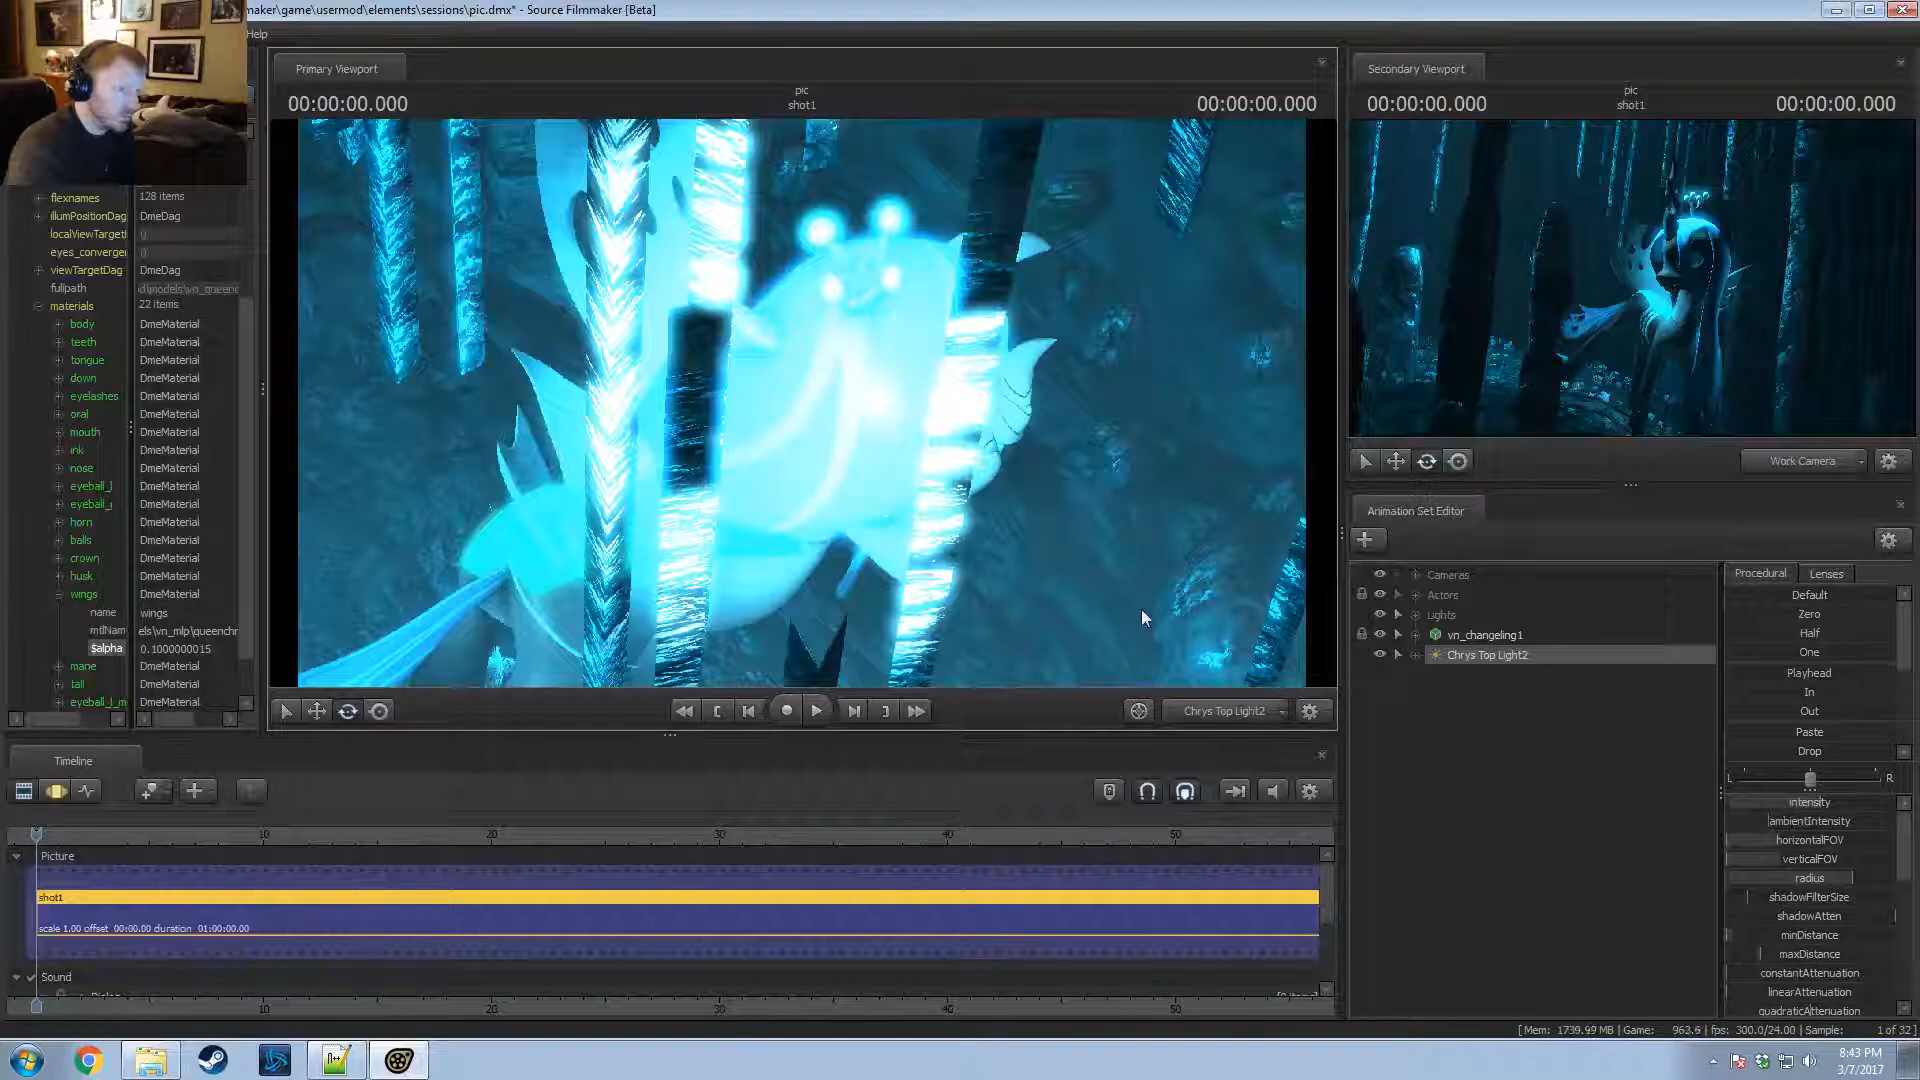 maker\game\usermod\elements\sessions\pic.dmx* - Source Filmmaker [Beta]
Help
Primary Viewport
00:00:00.000
pic
shot1
00:00:00.000
Secondary Viewport
00:00:00.000
pic
shot1
00:00:00.000
flexnames 128 items
illumPositionDag DmeDag
localViewTargetI
eyes_converger
viewTargetDag DmeDag
fullpath
materials 22 items
body DmeMaterial
teeth DmeMaterial
tongue DmeMaterial
down DmeMaterial
eyelashes DmeMaterial
oral DmeMaterial
mouth DmeMaterial
ink DmeMaterial
nose DmeMaterial
eyeball_l DmeMaterial
eyeball_r DmeMaterial
horn DmeMaterial
balls DmeMaterial
crown DmeMaterial
husk DmeMaterial
wings DmeMaterial
name wings
mtlNam els\vn_mlp\queenchr
$alpha 0.1000000015
mane DmeMaterial
tail DmeMaterial
eyeball_l_m DmeMaterial
Chrys Top Light2
Work Camera
Animation Set Editor
Cameras
Actors
Lights
vn_changeling1
Chrys Top Light2
Procedural Lenses
Default
Zero
Half
One
Playhead
In
Out
Paste
Drop
L R
intensity
ambientIntensity
horizontalFOV
verticalFOV
radius
shadowFilterSize
shadowAtten
minDistance
maxDistance
constantAttenuation
linearAttenuation
quadraticAttenuation
Timeline
10 20 30 40 50
Picture
shot1
scale 1.00 offset 00:00.00 duration 01:00:00.00
Sound
10 20 30 40 50
[ Mem: 1739.99 MB | Game: 963.6 | fps: 300.0/24.00 | Sample: 1 of 32 ]
8:43 PM
3/7/2017